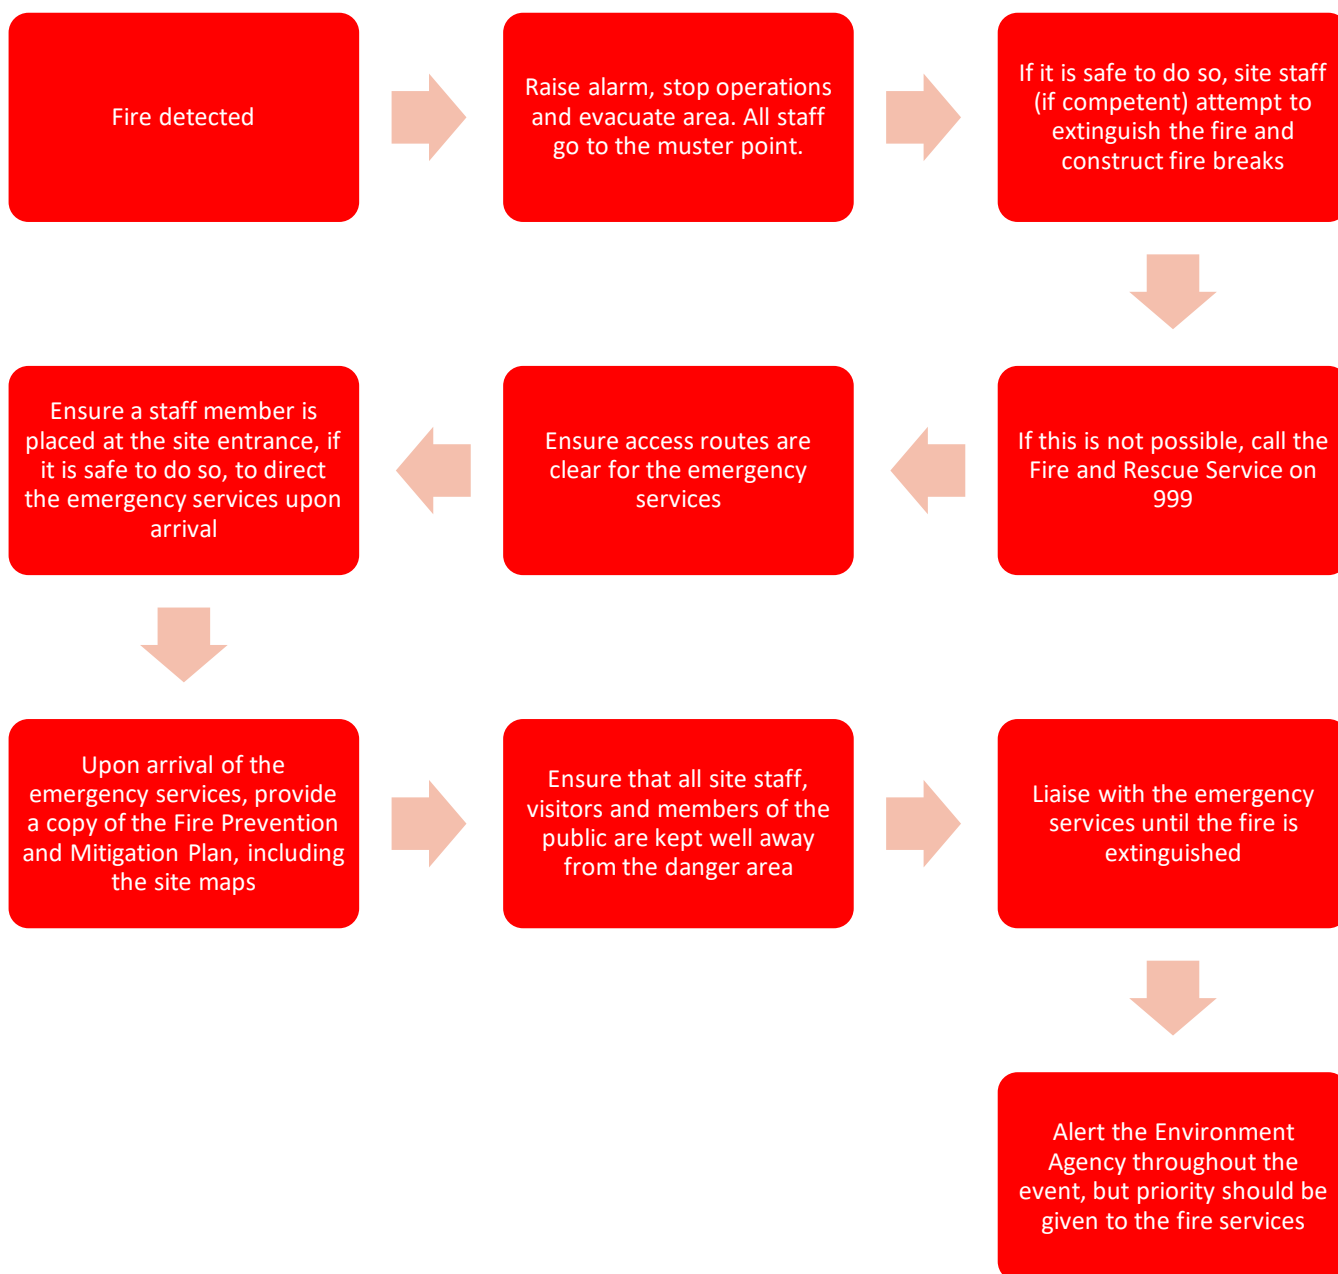 Fire detected
Raise alarm, stop operations
and evacuate area. All staff
go to the muster point.
If it is safe to do so, site staff
(if competent) attempt to
extinguish the fire and
construct fire breaks
If this is not possible, call the
Fire and Rescue Service on
999
Ensure access routes are
clear for the emergency
services
Ensure a staff member is
placed at the site entrance, if
it is safe to do so, to direct
the emergency services upon
arrival
Upon arrival of the
emergency services, provide
a copy of the Fire Prevention
and Mitigation Plan, including
the site maps
Ensure that all site staff,
visitors and members of the
public are kept well away
from the danger area
Liaise with the emergency
services until the fire is
extinguished
Alert the Environment
Agency throughout the
event, but priority should be
given to the fire services